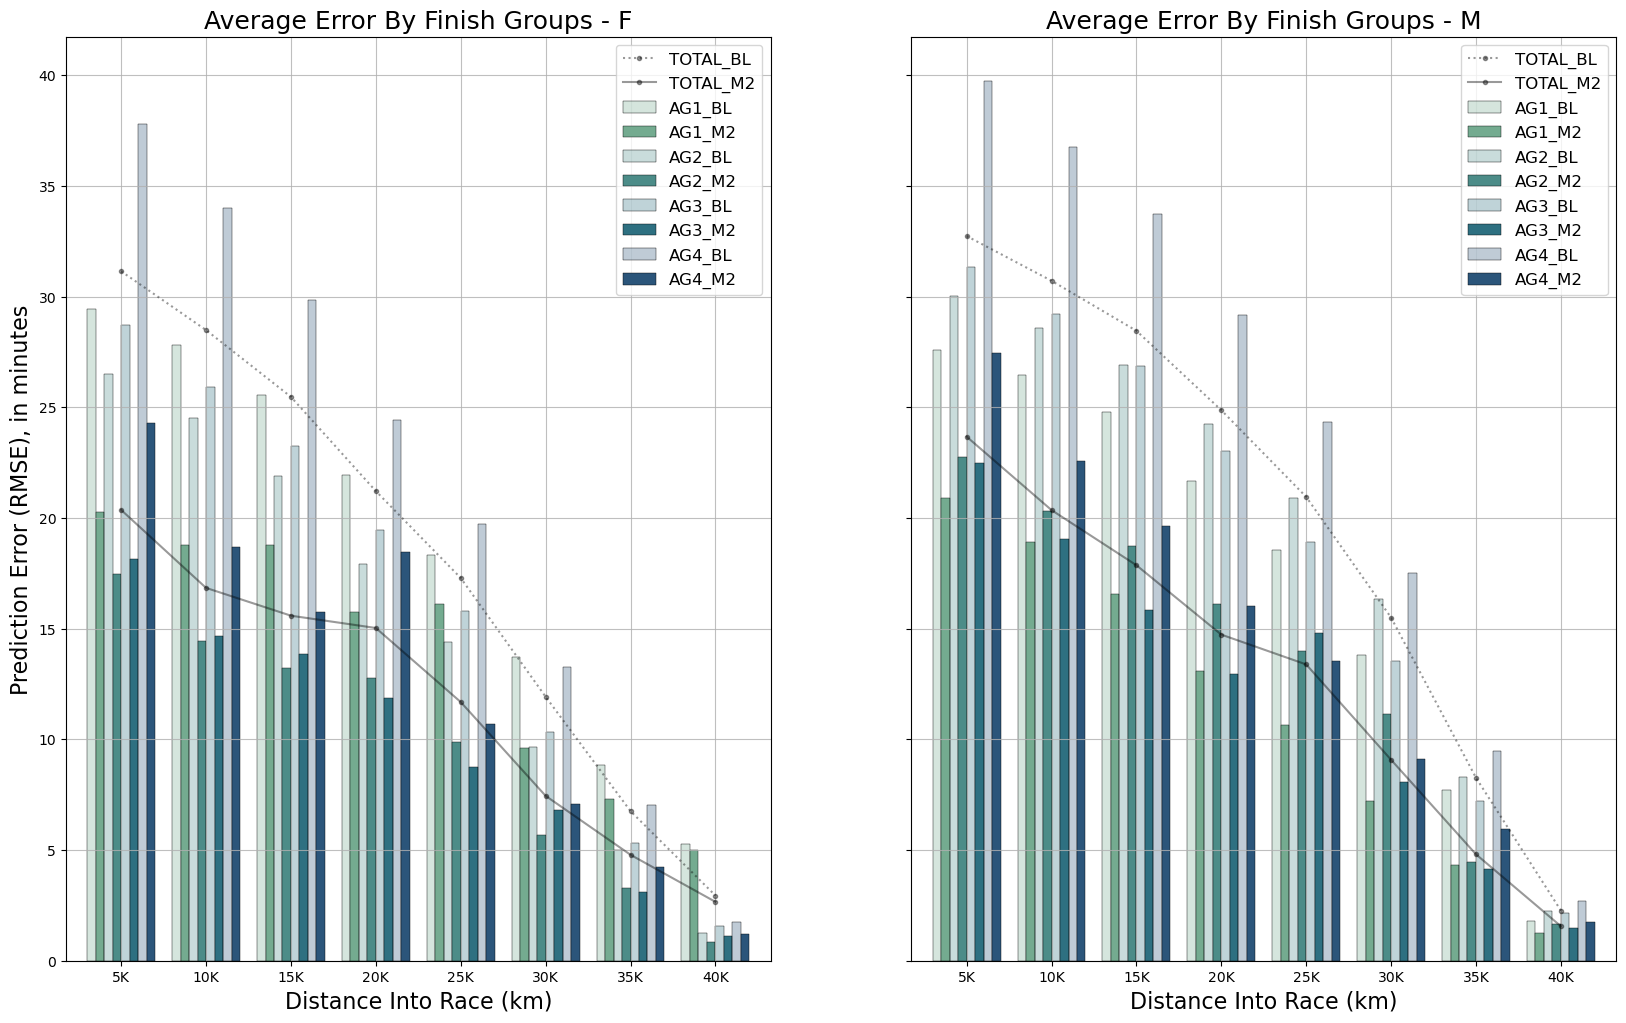 Average Error By Finish Groups - F
Prediction Error (RMSE), in minutes
40
35
30
25
20
15
10
5
0
TOTAL_BL
TOTAL_M2
AG1_BL
AG1_M2
AG2_BL
AG2_M2
AG3_BL
AG3_M2
AG4_BL
AG4_M2
5K 10K 15K 20K 25K 30K 35K 40K
Distance Into Race (km)
Average Error By Finish Groups - M
TOTAL_BL
TOTAL_M2
AG1_BL
AG1_M2
AG2_BL
AG2_M2
AG3_BL
AG3_M2
AG4_BL
AG4_M2
5K 10K 15K 20K 25K 30K 35K 40K
Distance Into Race (km)